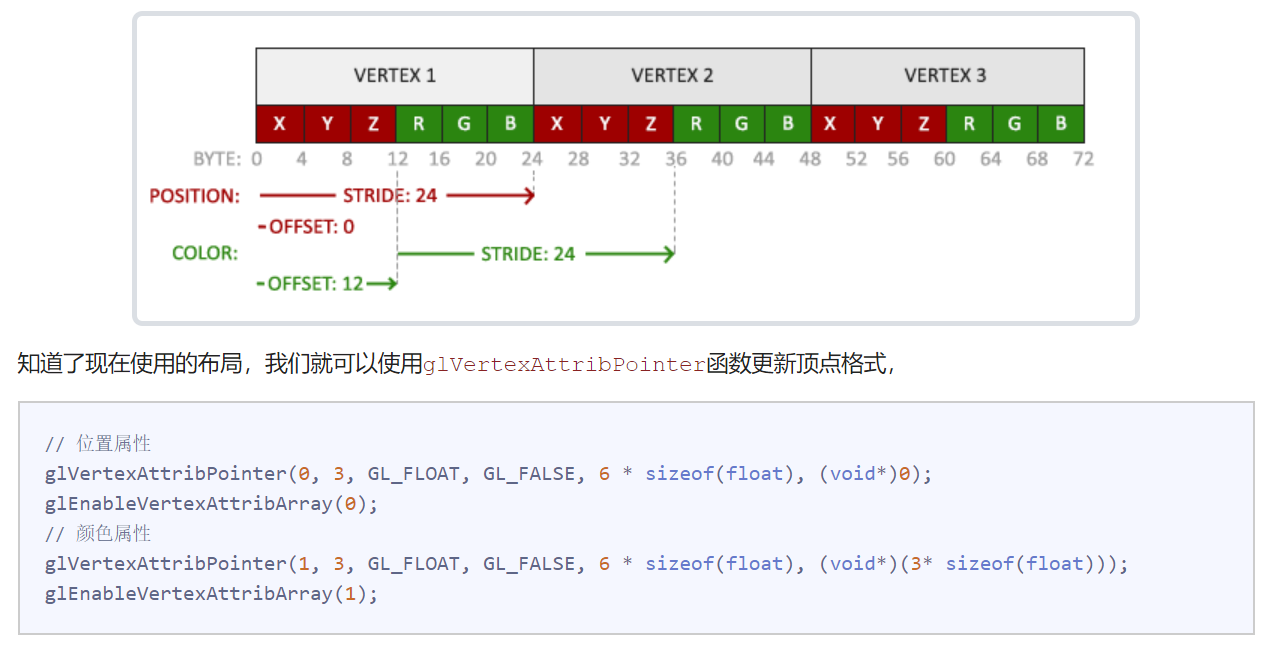 VERTEX 1 VERTEX 2 VERTEX 3
X Y Z R G B X Y Z R G B X Y Z R G B
BYTE: 0 4 8 12 16 20 24 28 32 36 40 44 48 52 56 60 64 68 72
POSITION: STRIDE: 24
-OFFSET: 0
COLOR: STRIDE: 24
-OFFSET: 12
知道了现在使用的布局，我们就可以使用glVertexAttribPointer函数更新顶点格式，
// 位置属性
glVertexAttribPointer(0, 3, GL_FLOAT, GL_FALSE, 6 * sizeof(float), (void*)0);
glEnableVertexAttribArray(0);
// 颜色属性
glVertexAttribPointer(1, 3, GL_FLOAT, GL_FALSE, 6 * sizeof(float), (void*)(3* sizeof(float)));
glEnableVertexAttribArray(1);